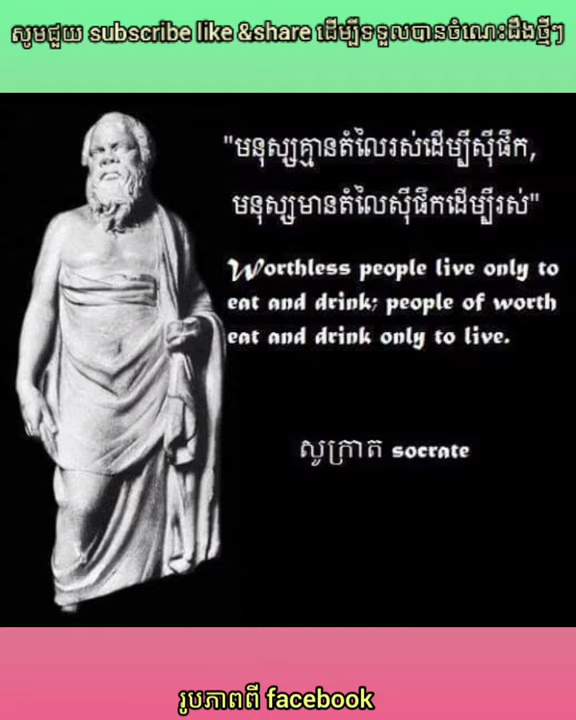 សូមជួយ subscribe like &share ដើម្បីទទួលបានចំណេះដឹងថ្មីៗ
"មនុស្សគ្មានតំលៃរស់ដើម្បីស៊ីផឹក,
មនុស្សមានតំលៃស៊ីផឹកដើម្បីរស់"
Worthless people live only to
eat and drink; people of worth
eat and drink only to live.
សូក្រាត socrate
រូបភាពពី facebook